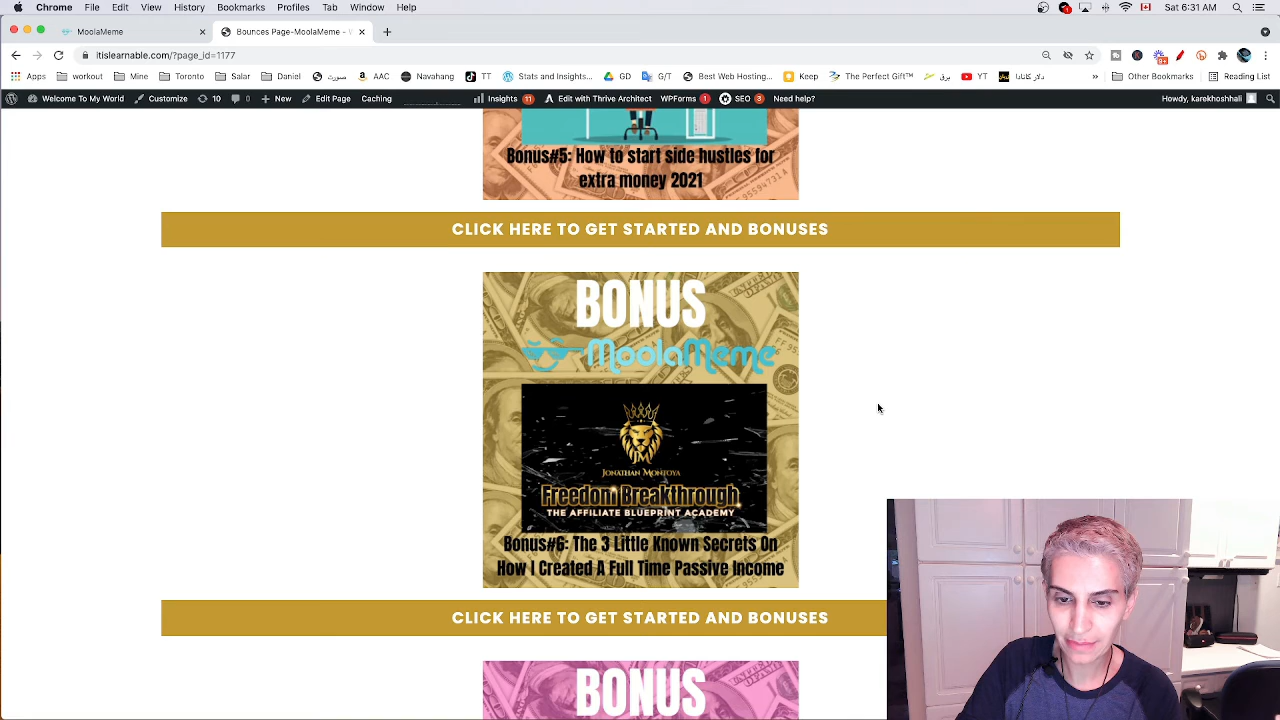 Chrome File Edit View History Bookmarks Profiles Tab Window Help
Sat 6:31 AM
MoolaMeme
Bounces Page-MoolaMeme - W
itislearnable.com/?page_id=1177
Apps workout Mine Toronto Salar Daniel صورت AAC Navahang TT Stats and Insights... GD G/T Best Web Hosting... Keep The Perfect Gift™... برق YT دلار کانادا » Other Bookmarks Reading List
Welcome To My World Customize 10 0 New Edit Page Caching Insights 11 Edit with Thrive Architect WPForms 1 SEO 3 Need help? Howdy, karekhoshhali
Bonus#5: How to start side hustles for
extra money 2021
CLICK HERE TO GET STARTED AND BONUSES
BONUS
MoolaMeme
JM
JONATHAN MONTOYA
Freedom Breakthrough
THE AFFILIATE BLUEPRINT ACADEMY
Bonus#6: The 3 Little Known Secrets On
How I Created A Full Time Passive Income
CLICK HERE TO GET STARTED AND BONUSES
BONUS